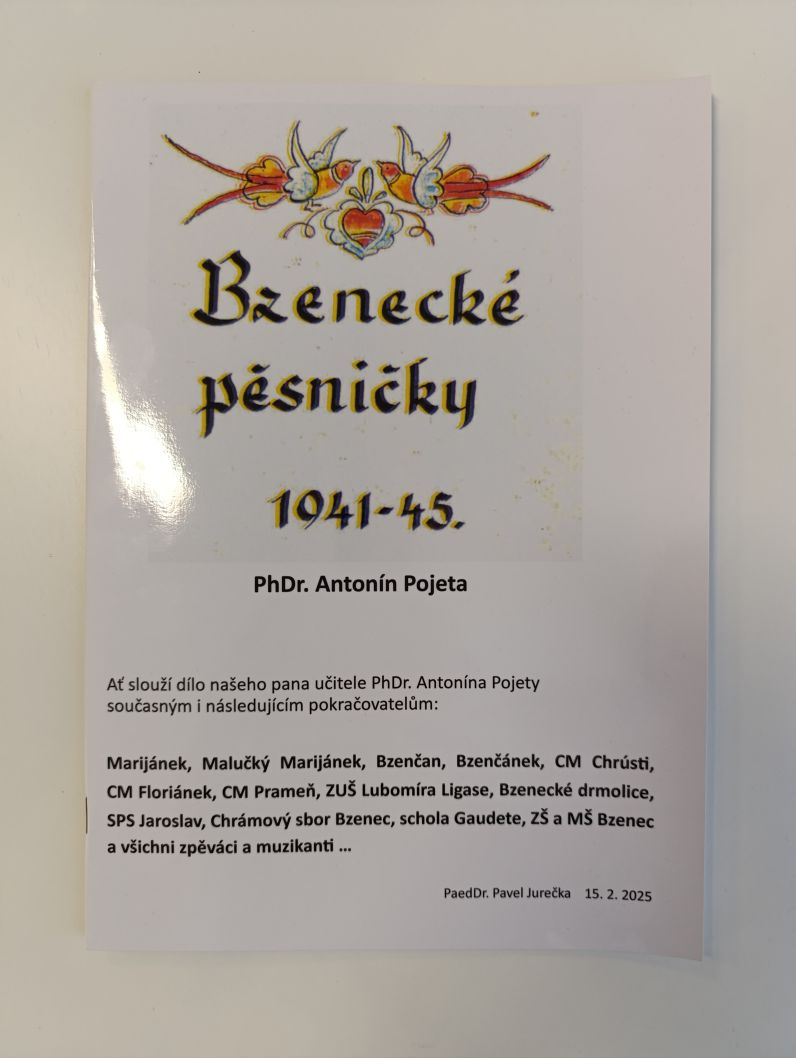 Bzenecké
pěsničky
1941-45.
PhDr. Antonín Pojeta
Ať slouží dílo našeho pana učitele PhDr. Antonína Pojety
současným i následujícím pokračovatelům:
Marijánek, Malučký Marijánek, Bzenčan, Bzenčánek, CM Chrústi,
CM Floriánek, CM Prameň, ZUŠ Lubomíra Ligase, Bzenecké drmolice,
SPS Jaroslav, Chrámový sbor Bzenec, schola Gaudete, ZŠ a MŠ Bzenec
a všichni zpěváci a muzikanti ...
PaedDr. Pavel Jurečka 15. 2. 2025